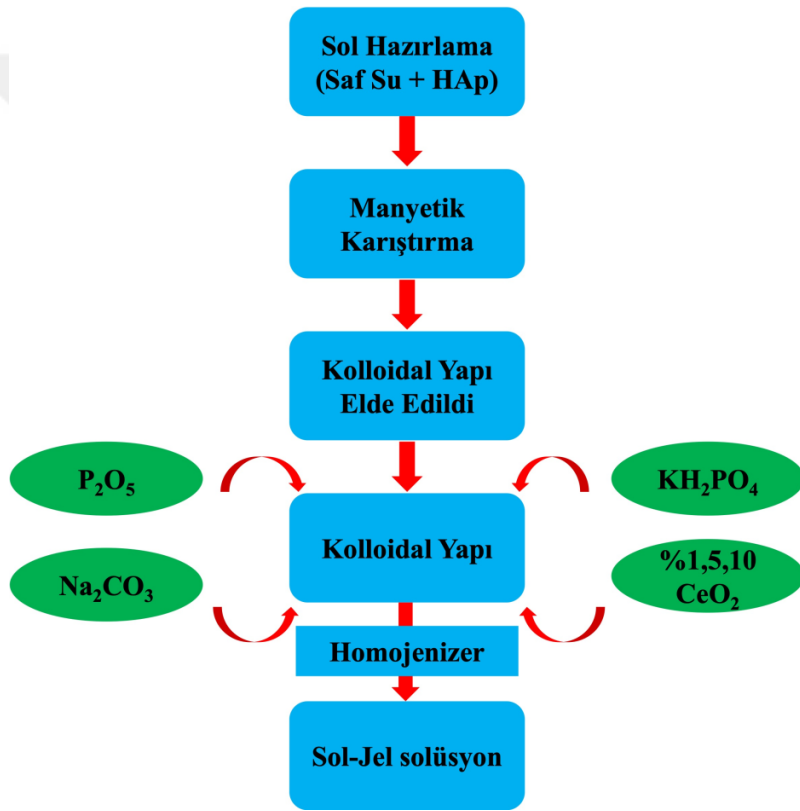 Sol Hazırlama
(Saf Su + HAp)
Manyetik
Karıştırma
Kolloidal Yapı
Elde Edildi
P₂O₅
KH₂PO₄
Kolloidal Yapı
Na₂CO₃
%1,5,10
CeO₂
Homojenizer
Sol-Jel solüsyon